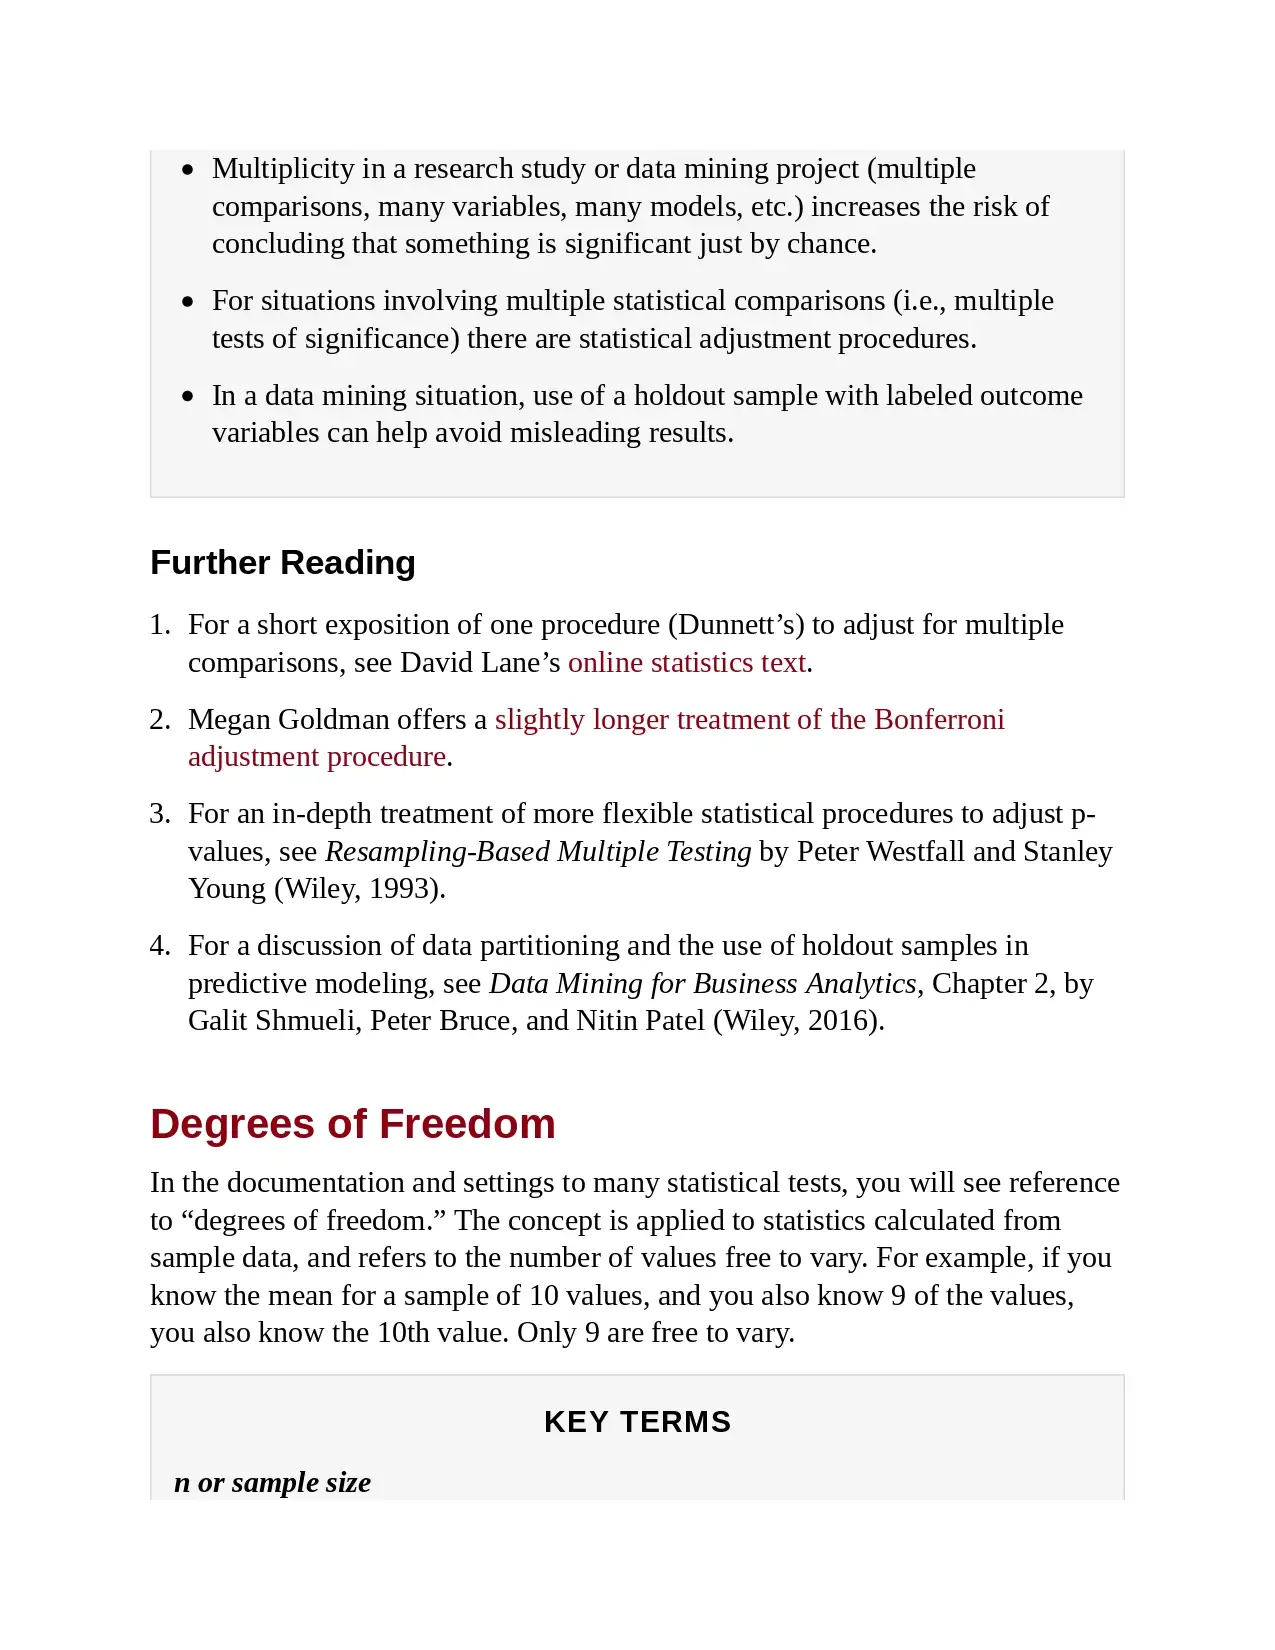 • Multiplicity in a research study or data mining project (multiple
comparisons, many variables, many models, etc.) increases the risk of
concluding that something is significant just by chance.
• For situations involving multiple statistical comparisons (i.e., multiple
tests of significance) there are statistical adjustment procedures.
• In a data mining situation, use of a holdout sample with labeled outcome
variables can help avoid misleading results.
Further Reading
1. For a short exposition of one procedure (Dunnett’s) to adjust for multiple
comparisons, see David Lane’s online statistics text.
2. Megan Goldman offers a slightly longer treatment of the Bonferroni
adjustment procedure.
3. For an in-depth treatment of more flexible statistical procedures to adjust p-
values, see Resampling-Based Multiple Testing by Peter Westfall and Stanley
Young (Wiley, 1993).
4. For a discussion of data partitioning and the use of holdout samples in
predictive modeling, see Data Mining for Business Analytics, Chapter 2, by
Galit Shmueli, Peter Bruce, and Nitin Patel (Wiley, 2016).
Degrees of Freedom
In the documentation and settings to many statistical tests, you will see reference
to “degrees of freedom.” The concept is applied to statistics calculated from
sample data, and refers to the number of values free to vary. For example, if you
know the mean for a sample of 10 values, and you also know 9 of the values,
you also know the 10th value. Only 9 are free to vary.
KEY TERMS
n or sample size